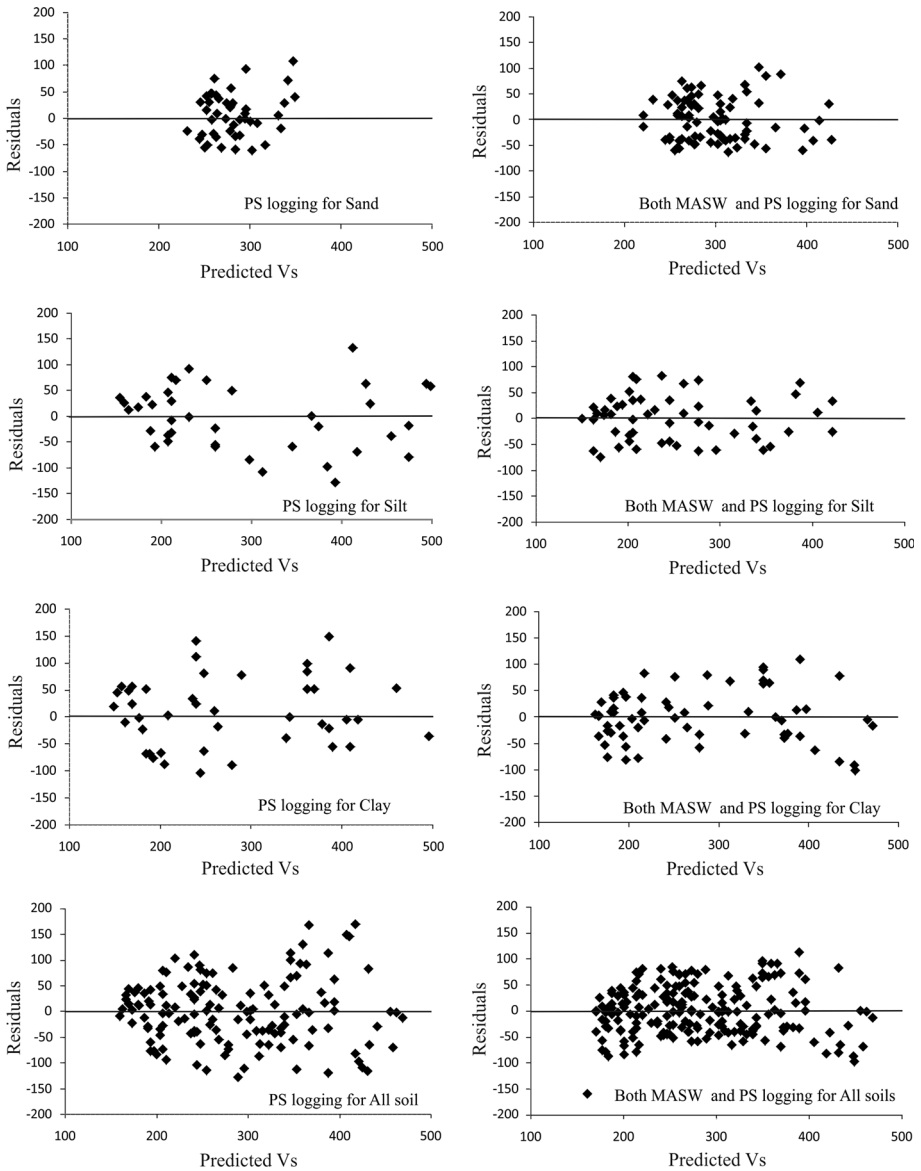 200
150
100
50
0
-50
-100
-150
-200
Residuals
PS logging for Sand
100 200 300 400 500
Predicted Vs
200
150
100
50
0
-50
-100
-150
-200
Residuals
Both MASW and PS logging for Sand
100 200 300 400 500
Predicted Vs
200
150
100
50
0
-50
-100
-150
-200
Residuals
PS logging for Silt
100 200 300 400 500
Predicted Vs
200
150
100
50
0
-50
-100
-150
-200
Residuals
Both MASW and PS logging for Silt
100 200 300 400 500
Predicted Vs
200
150
100
50
0
-50
-100
-150
-200
Residuals
PS logging for Clay
100 200 300 400 500
Predicted Vs
200
150
100
50
0
-50
-100
-150
-200
Residuals
Both MASW and PS logging for Clay
100 200 300 400 500
Predicted Vs
200
150
100
50
0
-50
-100
-150
-200
Residuals
PS logging for All soil
100 200 300 400 500
Predicted Vs
200
150
100
50
0
-50
-100
-150
-200
Residuals
Both MASW and PS logging for All soils
100 200 300 400 500
Predicted Vs